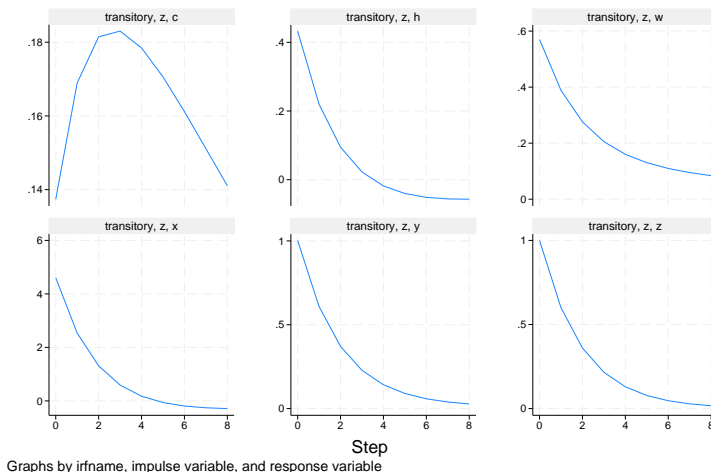 transitory, z, c
transitory, z, h
transitory, z, w
.18
.16
.14
.4
.2
0
.6
.4
.2
0
transitory, z, x
transitory, z, y
transitory, z, z
6
4
2
0
0 2 4 6 8
1
.5
0
0 2 4 6 8
1
.5
0
0 2 4 6 8
Step
Graphs by irfname, impulse variable, and response variable